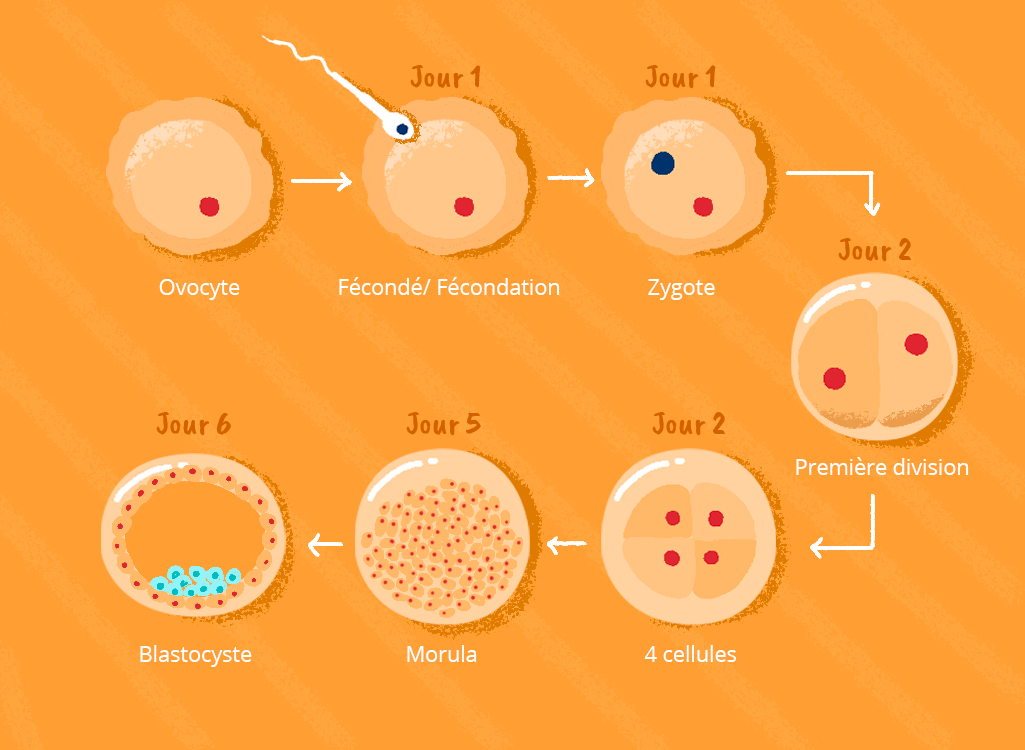 Jour 1
Jour 1
Ovocyte
Fécondé/ Fécondation
Zygote
Jour 2
Première division
Jour 2
4 cellules
Jour 5
Morula
Jour 6
Blastocyste